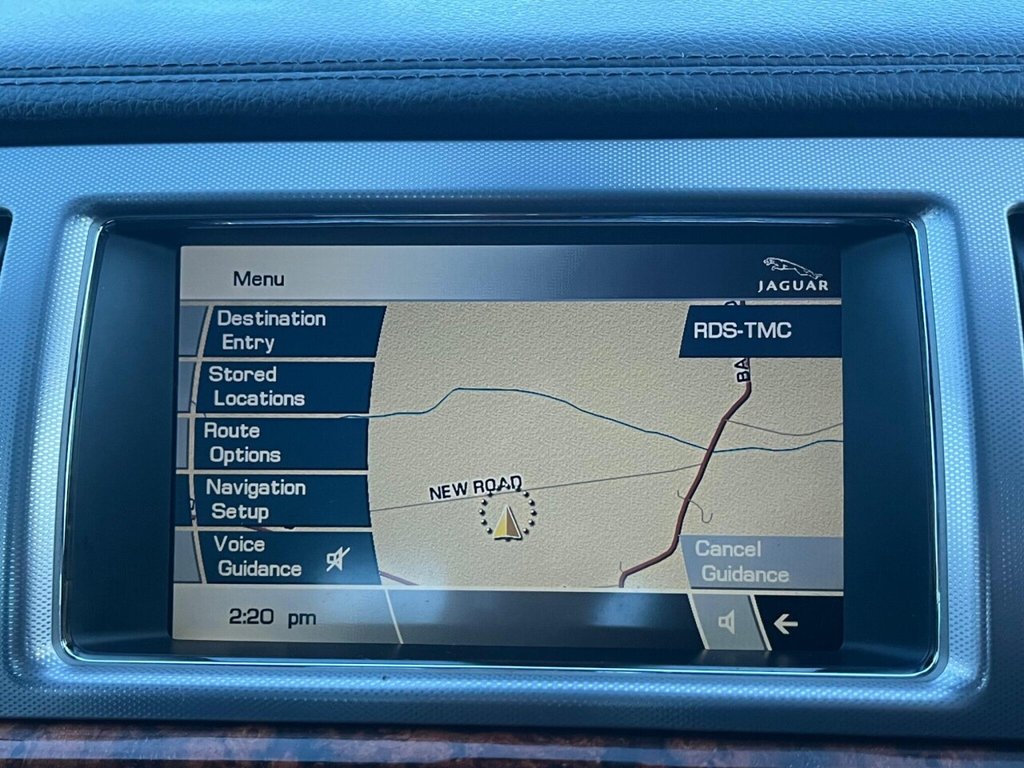 Menu
JAGUAR
Destination
Entry
RDS-TMC
Stored
Locations
BA
Route
Options
NEW ROAD
Navigation
Setup
Voice
Guidance
Cancel
Guidance
2:20 pm